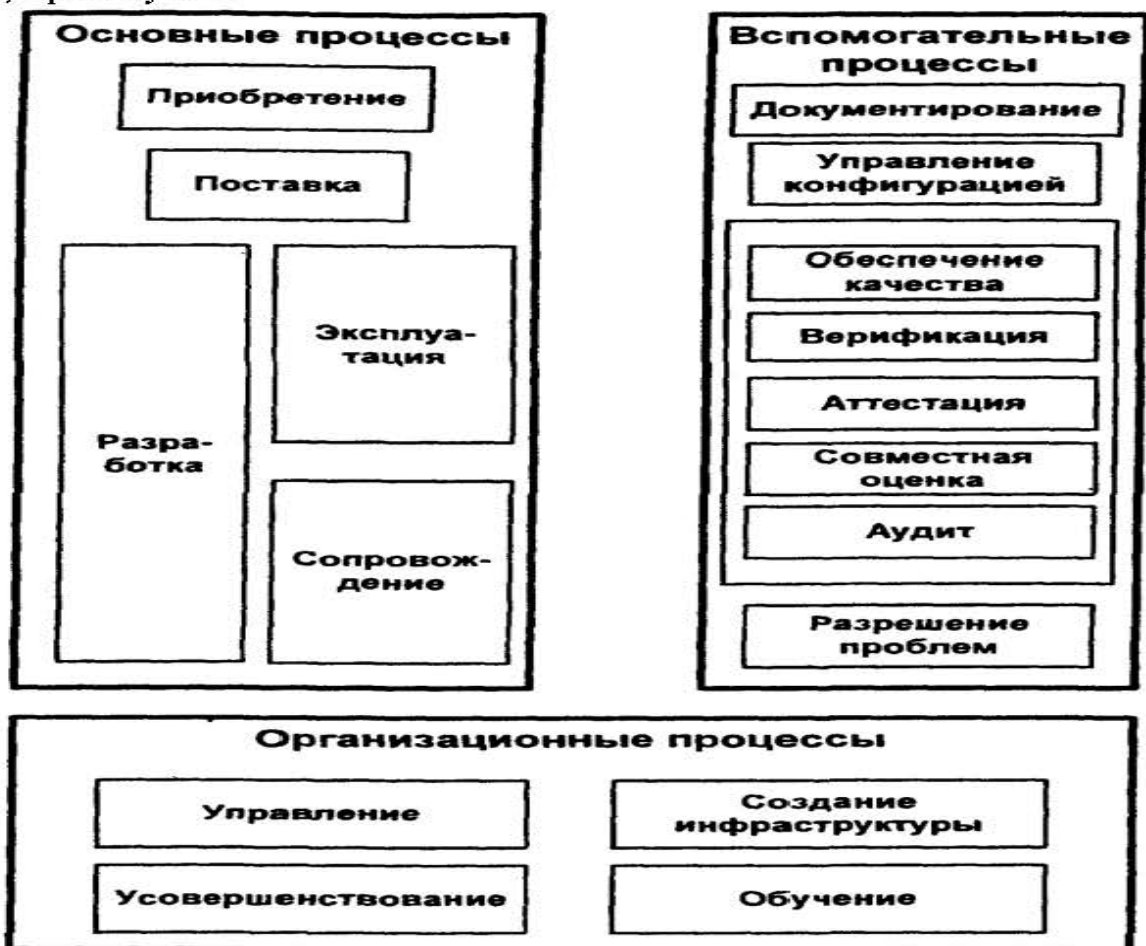 Основные процессы
Приобретение
Поставка
Разра-
ботка
Эксплуа-
тация
Сопровож-
дение
Вспомогательные
процессы
Документирование
Управление
конфигурацией
Обеспечение
качества
Верификация
Аттестация
Совместная
оценка
Аудит
Разрешение
проблем
Организационные процессы
Управление
Создание
инфраструктуры
Усовершенствование
Обучение